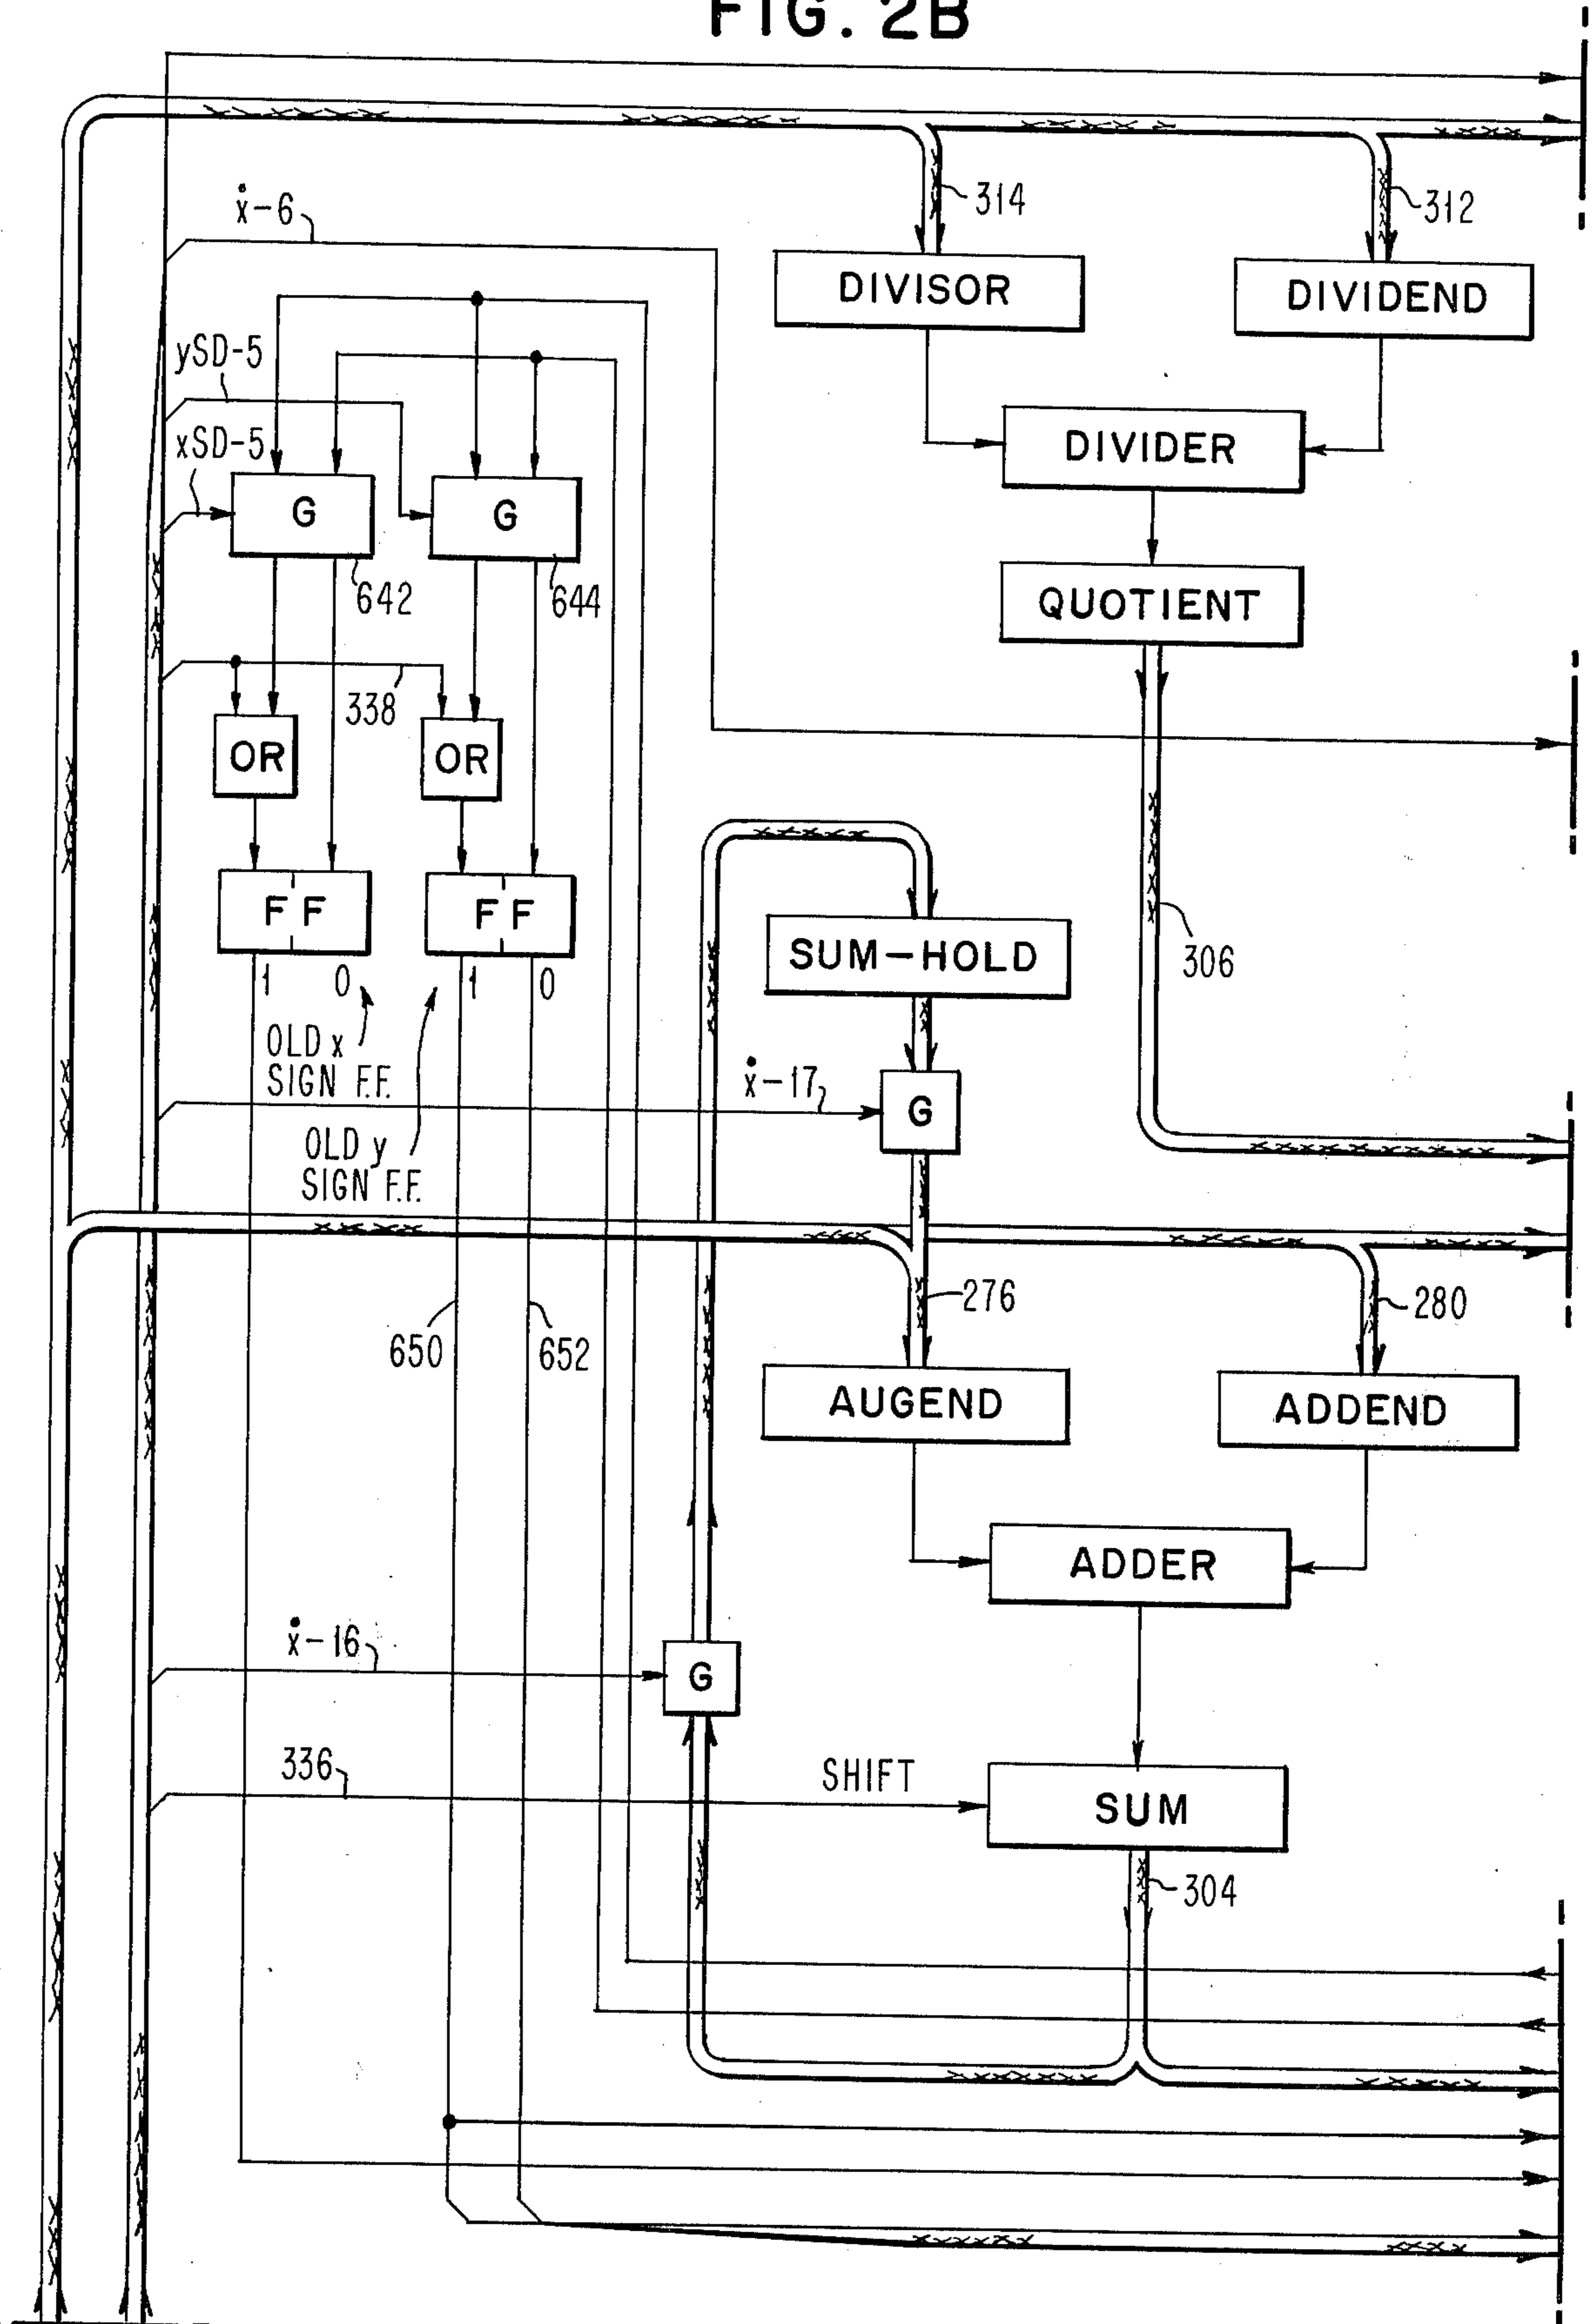 FIG. 2B
ẋ-6
314
312
DIVISOR
DIVIDEND
ySD-5
xSD-5
DIVIDER
G
G
642
644
QUOTIENT
338
OR
OR
FF
FF
SUM-HOLD
306
1
0
1
0
OLD x
SIGN F.F.
ẋ-17
G
OLD y
SIGN F.F.
276
280
650
652
AUGEND
ADDEND
ADDER
ẋ-16
G
336
SHIFT
SUM
304